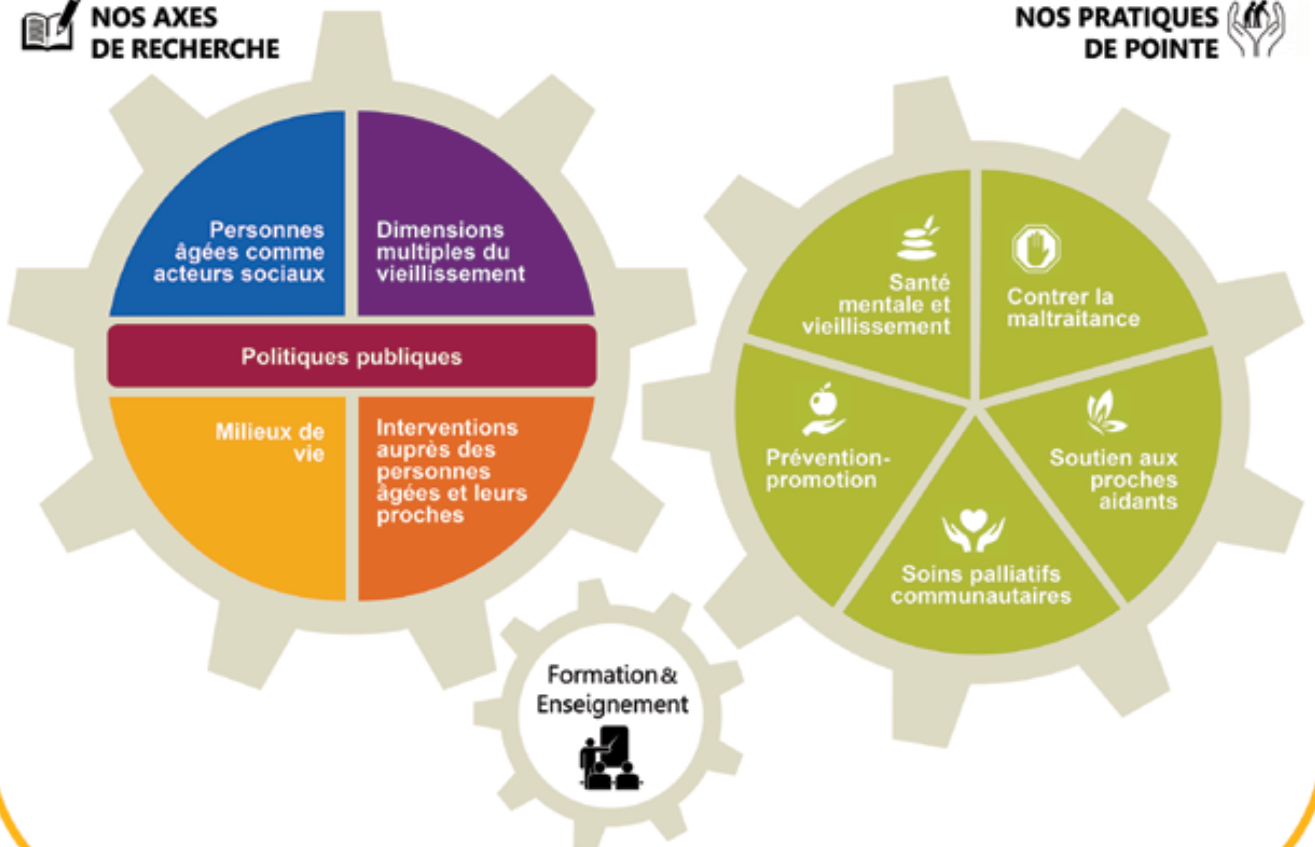 NOS AXES
DE RECHERCHE
NOS PRATIQUES
DE POINTE
Personnes
âgées comme
acteurs sociaux
Dimensions
multiples du
vieillissement
Politiques publiques
Milieux de
vie
Interventions
auprès des
personnes
âgées et leurs
proches
Santé
mentale et
vieillissement
Contrer la
maltraitance
Prévention-
promotion
Soutien aux
proches
aidants
Soins palliatifs
communautaires
Formation &
Enseignement